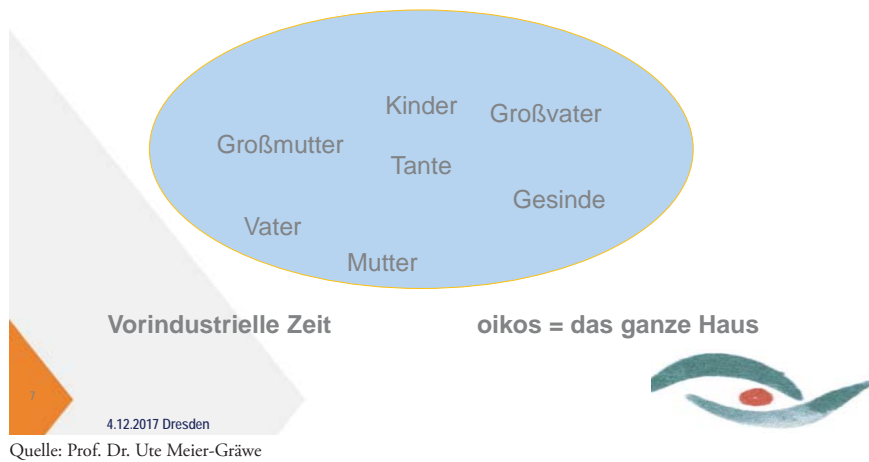 Kinder
Großvater
Großmutter
Tante
Gesinde
Vater
Mutter
Vorindustrielle Zeit oikos = das ganze Haus
7
4.12.2017 Dresden
Quelle: Prof. Dr. Ute Meier-Gräwe